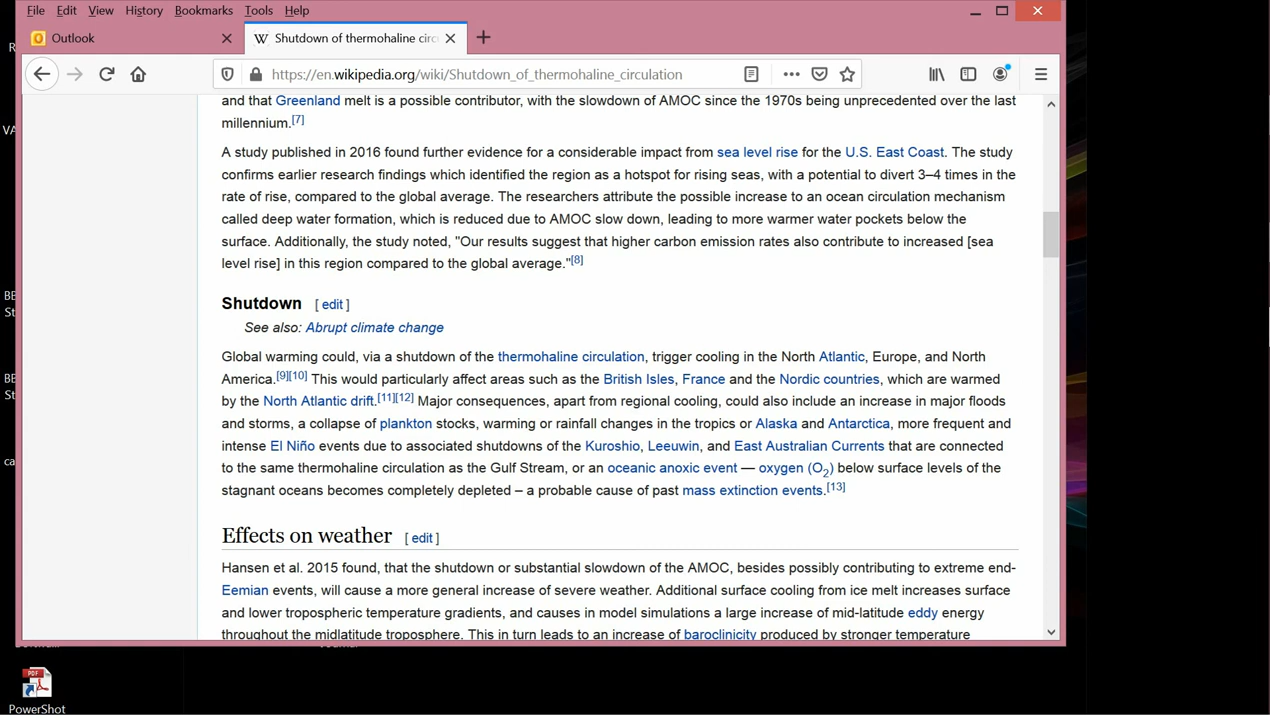 File Edit View History Bookmarks Tools Help
Outlook
W Shutdown of thermohaline circ
https://en.wikipedia.org/wiki/Shutdown_of_thermohaline_circulation
and that Greenland melt is a possible contributor, with the slowdown of AMOC since the 1970s being unprecedented over the last
millennium.[7]
A study published in 2016 found further evidence for a considerable impact from sea level rise for the U.S. East Coast. The study
confirms earlier research findings which identified the region as a hotspot for rising seas, with a potential to divert 3–4 times in the
rate of rise, compared to the global average. The researchers attribute the possible increase to an ocean circulation mechanism
called deep water formation, which is reduced due to AMOC slow down, leading to more warmer water pockets below the
surface. Additionally, the study noted, "Our results suggest that higher carbon emission rates also contribute to increased [sea
level rise] in this region compared to the global average."[8]
Shutdown [ edit ]
See also: Abrupt climate change
Global warming could, via a shutdown of the thermohaline circulation, trigger cooling in the North Atlantic, Europe, and North
America.[9][10] This would particularly affect areas such as the British Isles, France and the Nordic countries, which are warmed
by the North Atlantic drift.[11][12] Major consequences, apart from regional cooling, could also include an increase in major floods
and storms, a collapse of plankton stocks, warming or rainfall changes in the tropics or Alaska and Antarctica, more frequent and
intense El Niño events due to associated shutdowns of the Kuroshio, Leeuwin, and East Australian Currents that are connected
to the same thermohaline circulation as the Gulf Stream, or an oceanic anoxic event — oxygen (O2) below surface levels of the
stagnant oceans becomes completely depleted – a probable cause of past mass extinction events.[13]
Effects on weather [ edit ]
Hansen et al. 2015 found, that the shutdown or substantial slowdown of the AMOC, besides possibly contributing to extreme end-
Eemian events, will cause a more general increase of severe weather. Additional surface cooling from ice melt increases surface
and lower tropospheric temperature gradients, and causes in model simulations a large increase of mid-latitude eddy energy
throughout the midlatitude troposphere. This in turn leads to an increase of baroclinicity produced by stronger temperature
PDF
PowerShot